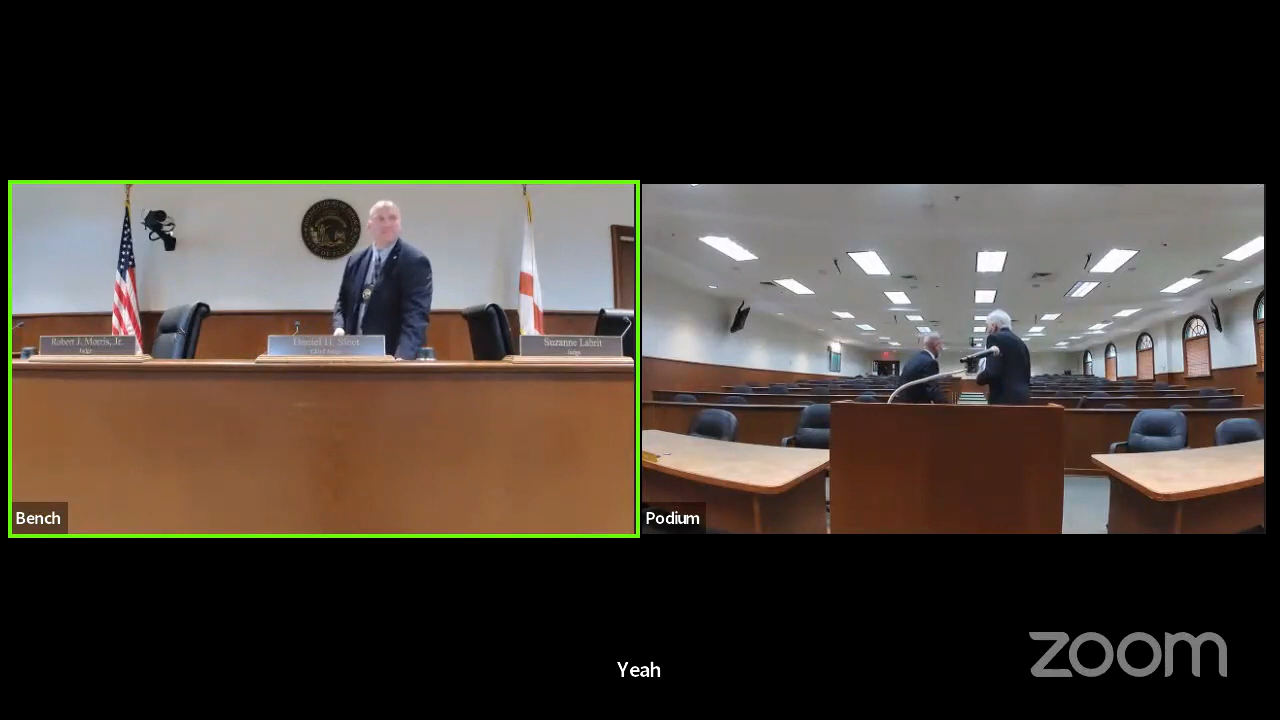 Robert J. Morris, Jr.
Judge
Daniel H. Sleet
Chief Judge
Suzanne Labrit
Judge
Bench
Podium
Yeah
zoom